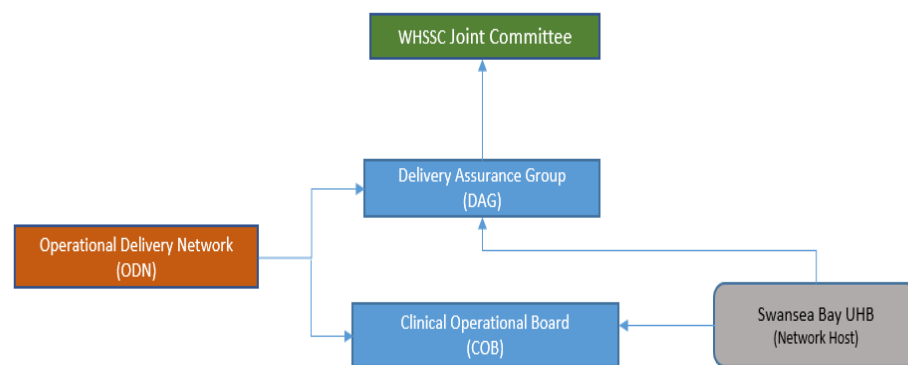 WHSSC Joint Committee
Delivery Assurance Group
(DAG)
Operational Delivery Network
(ODN)
Clinical Operational Board
(COB)
Swansea Bay UHB
(Network Host)